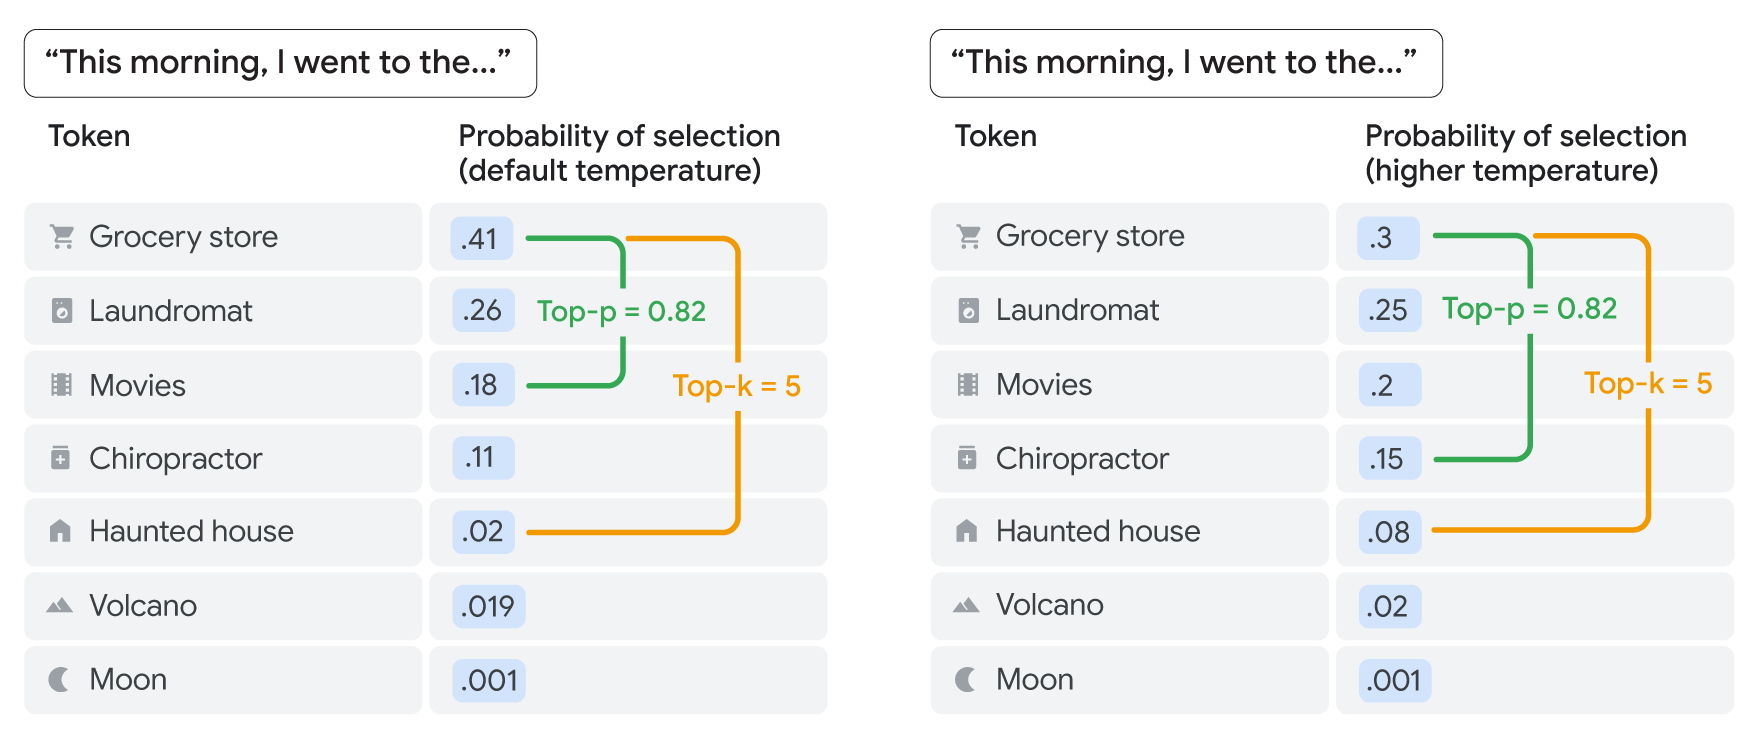 “This morning, I went to the...”
Token
Probability of selection
(default temperature)
Grocery store .41
Laundromat .26 Top-p = 0.82
Movies .18 Top-k = 5
Chiropractor .11
Haunted house .02
Volcano .019
Moon .001
“This morning, I went to the...”
Token
Probability of selection
(higher temperature)
Grocery store .3
Laundromat .25 Top-p = 0.82
Movies .2 Top-k = 5
Chiropractor .15
Haunted house .08
Volcano .02
Moon .001